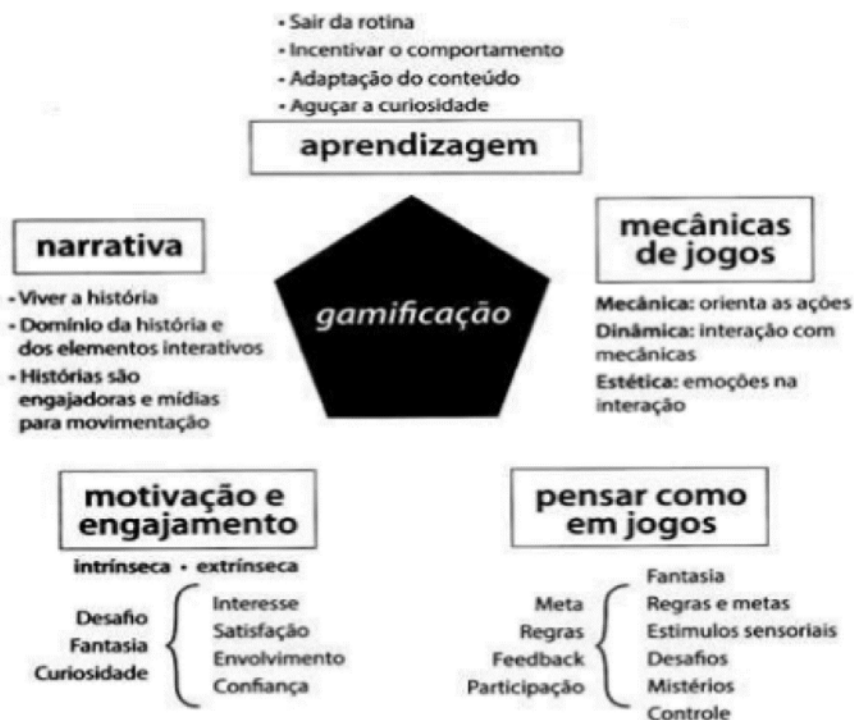 • Sair da rotina
• Incentivar o comportamento
• Adaptação do conteúdo
• Aguçar a curiosidade
aprendizagem
narrativa
• Viver a história
• Domínio da história e
dos elementos interativos
• Histórias são
engajadoras e mídias
para movimentação
gamificação
mecânicas
de jogos
Mecânica: orienta as ações
Dinâmica: interação com
mecânicas
Estética: emoções na
interação
motivação e
engajamento
intrínseca • extrínseca
Desafio
Fantasia
Curiosidade
Interesse
Satisfação
Envolvimento
Confiança
pensar como
em jogos
Meta
Regras
Feedback
Participação
Fantasia
Regras e metas
Estimulos sensoriais
Desafios
Mistérios
Controle